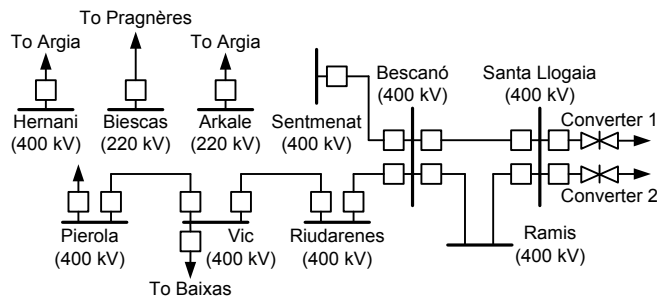 To Pragnères
To Argia
To Argia
Bescanó
(400 kV)
Santa Llogaia
(400 kV)
Converter 1
Hernani
(400 kV)
Biescas
(220 kV)
Arkale
(220 kV)
Sentmenat
(400 kV)
Converter 2
Pierola
(400 kV)
Vic
(400 kV)
Riudarenes
(400 kV)
Ramis
(400 kV)
To Baixas